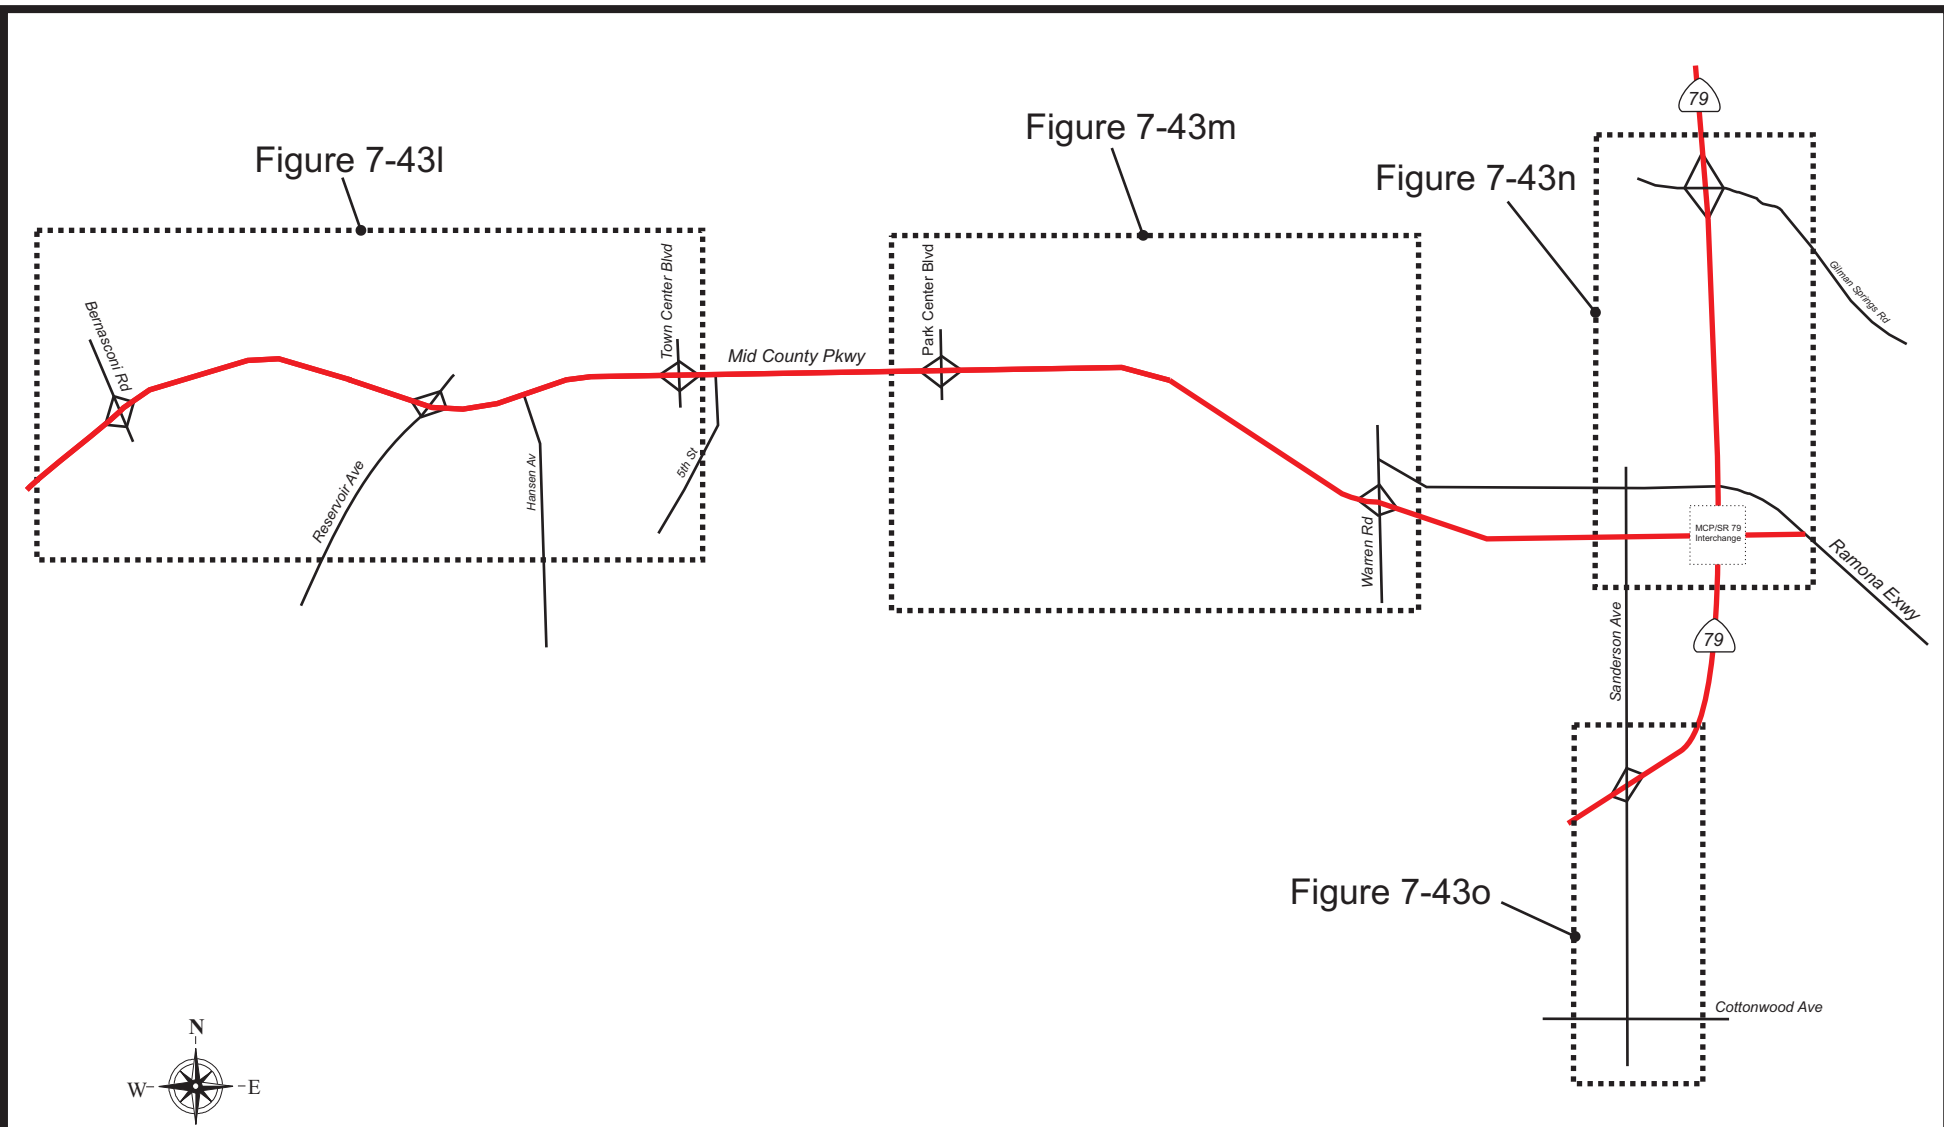 79
Figure 7-43m
Figure 7-43l
Figure 7-43n
Bernasconi Rd
Town Center Blvd
Park Center Blvd
Gilman Springs Rd
Mid County Pkwy
Reservoir Ave
Hansen Av
5th St
Warren Rd
MCP/SR 79
Interchange
Ramona Exwy
Sanderson Ave
79
Figure 7-43o
Cottonwood Ave
N
W
E